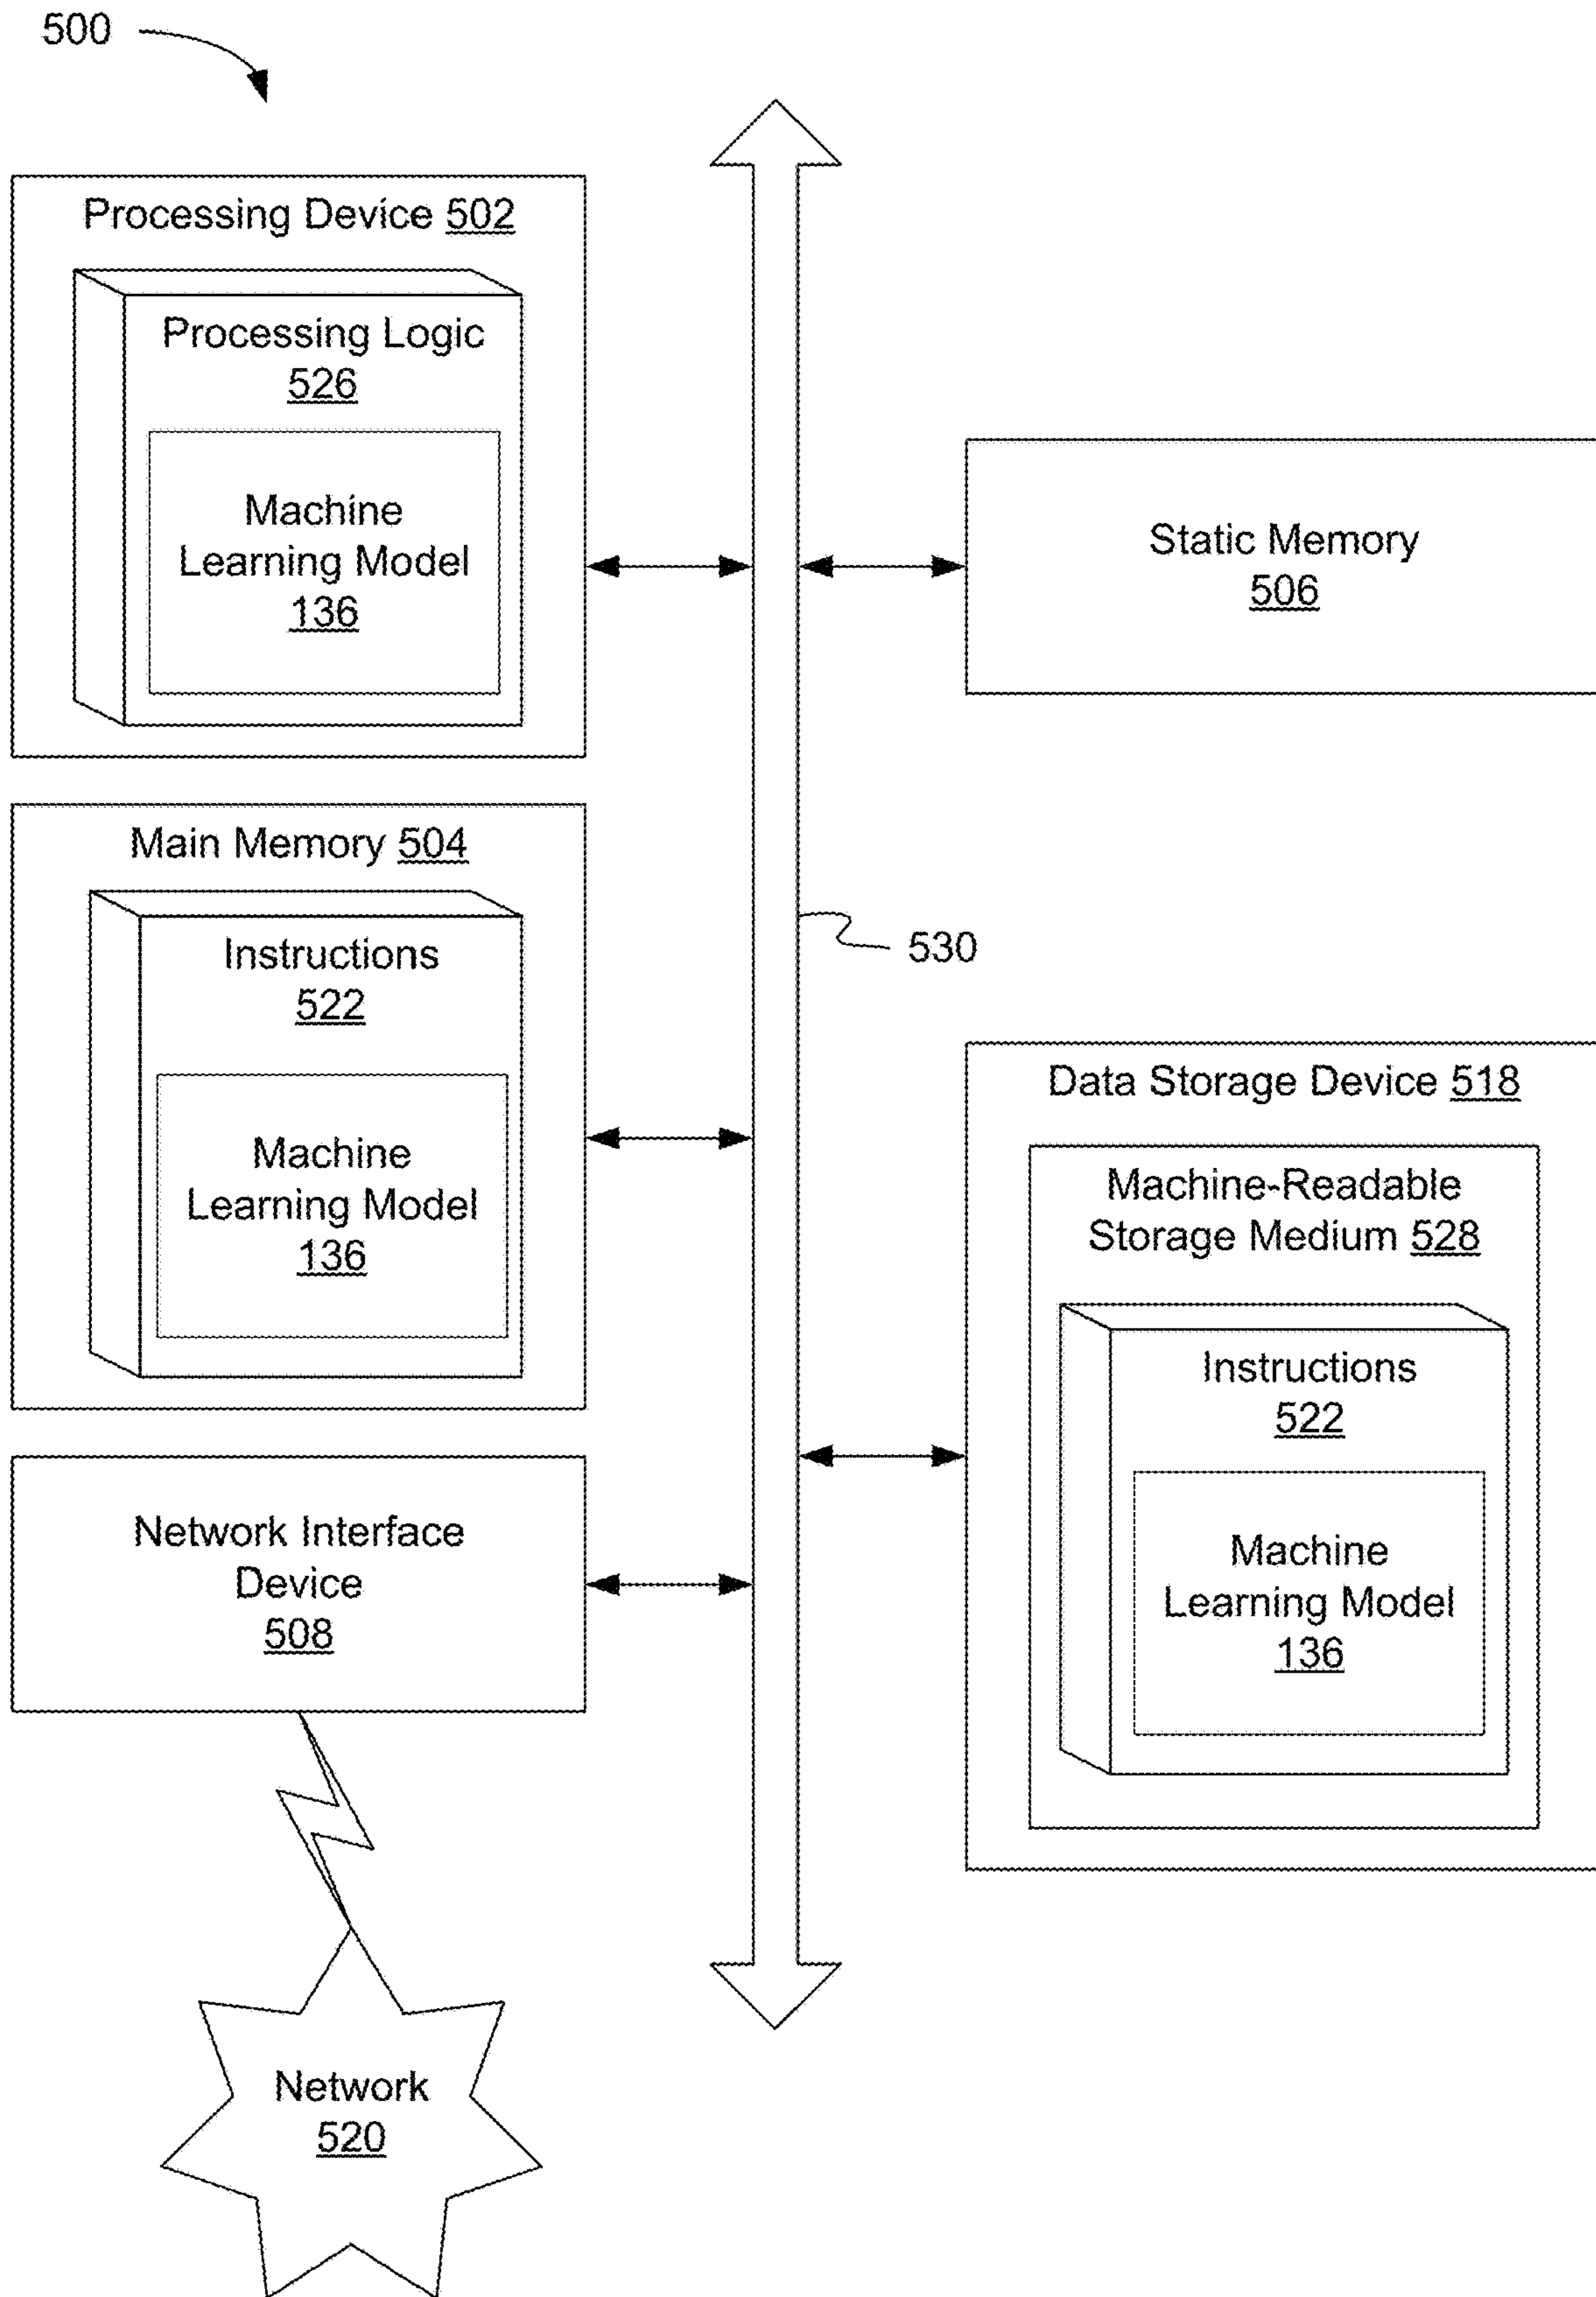 500
Processing Device 502
Processing Logic
526
Machine
Learning Model
136
Static Memory
506
Main Memory 504
Instructions
522
Machine
Learning Model
136
530
Data Storage Device 518
Machine-Readable
Storage Medium 528
Instructions
522
Machine
Learning Model
136
Network Interface
Device
508
Network
520